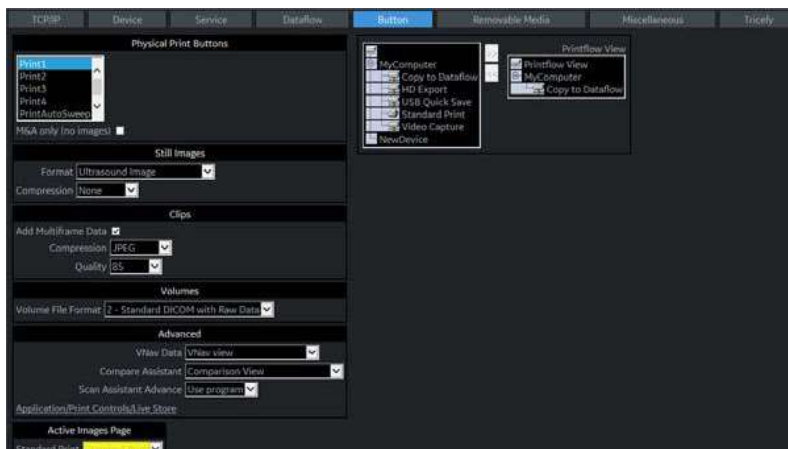 TCP/IP Device Service Dataflow Button Removable Media Miscellaneous Tricefy
Physical Print Buttons
Print1
Print2
Print3
Print4
PrintAutoSweep
M&A only (no images)
Still Images
Format Ultrasound Image
Compression None
Clips
Add Multiframe Data
Compression JPEG
Quality 85
Volumes
Volume File Format 2 - Standard DICOM with Raw Data
Advanced
VNav Data VNav view
Compare Assistant Comparison View
Scan Assistant Advance Use program
Application/Print Controls/Live Store
Active Images Page
Standard Print
MyComputer
Copy to Dataflow
HD Export
USB Quick Save
Standard Print
Video Capture
NewDevice
>>
<<
Printflow View
Printflow View
MyComputer
Copy to Dataflow